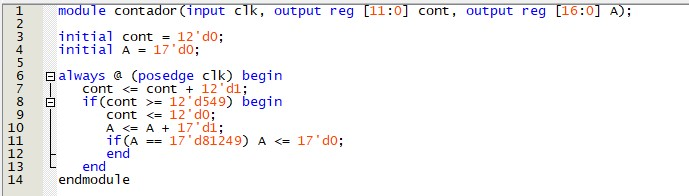 1 module contador(input clk, output reg [11:0] cont, output reg [16:0] A);
2
3 initial cont = 12'd0;
4 initial A = 17'd0;
5
6 always @ (posedge clk) begin
7 cont <= cont + 12'd1;
8 if(cont >= 12'd549) begin
9 cont <= 12'd0;
10 A <= A + 17'd1;
11 if(A == 17'd81249) A <= 17'd0;
12 end
13 end
14 endmodule